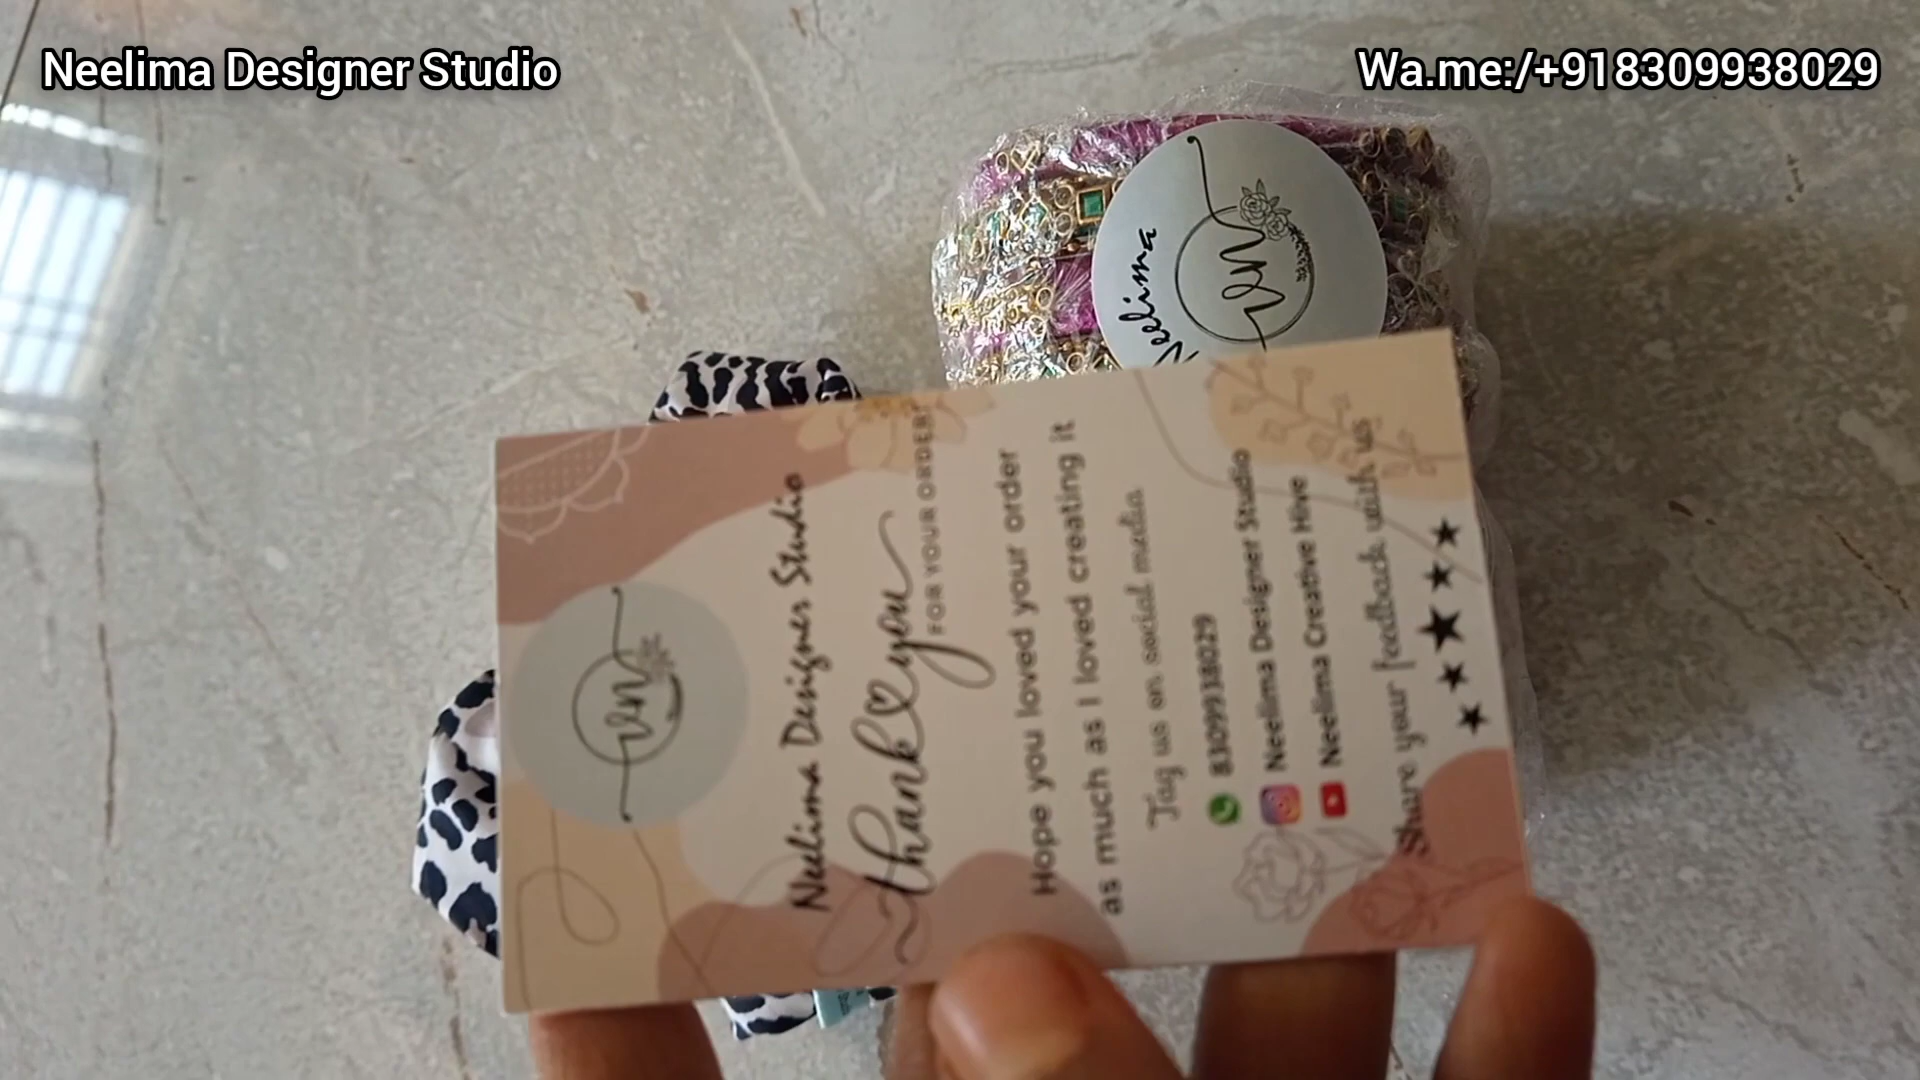 Neelima Designer Studio
Wa.me:/+918309938029
Neelima
VM
VM
Neelima Designer Studio
thank you
FOR YOUR ORDER!
Hope you loved your order
as much as I loved creating it
Tag us on social media
8309938029
Neelima Designer Studio
Neelima Creative Hive
Share your feedback with us